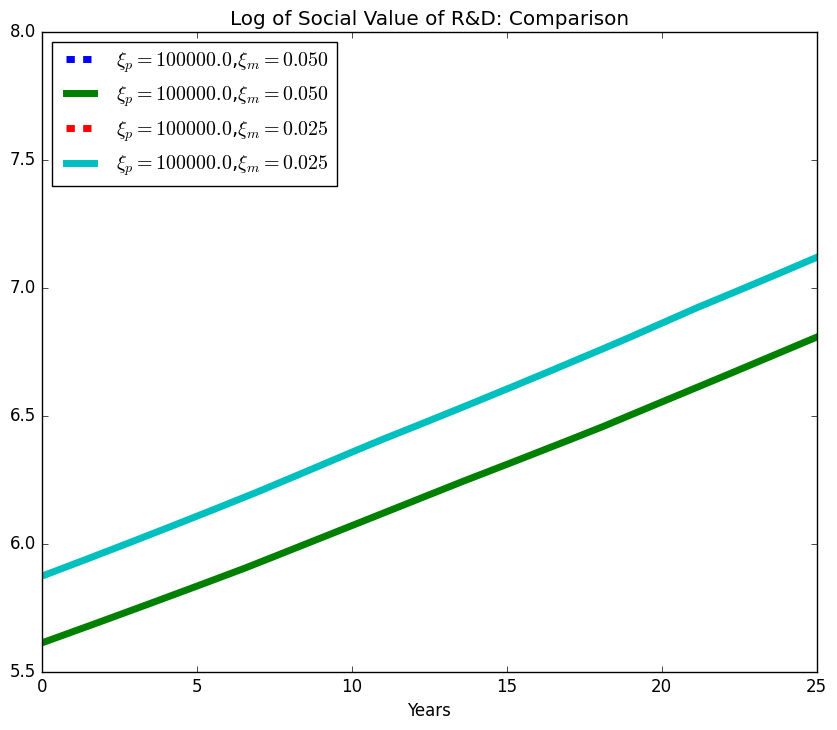 Log of Social Value of R&D: Comparison
8.0
ξp = 100000.0,ξm = 0.050
ξp = 100000.0,ξm = 0.050
ξp = 100000.0,ξm = 0.025
ξp = 100000.0,ξm = 0.025
7.5
7.0
6.5
6.0
5.5
0 5 10 15 20 25
Years